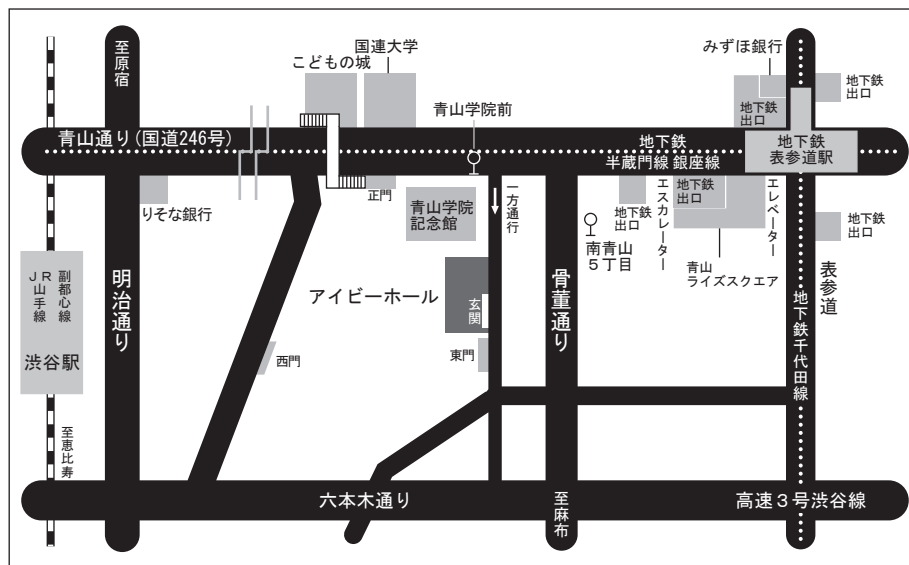 至原宿
国連大学
こどもの城
みずほ銀行
地下鉄
出口
地下鉄
出口
青山学院前
青山通り(国道246号)
地下鉄
半蔵門線 銀座線
地下鉄
表参道駅
りそな銀行
正門
青山学院
記念館
一方通行
地下鉄
出口
エスカレーター
地下鉄
出口
エレベーター
地下鉄
出口
南青山
5丁目
青山
ライズスクエア
表参道
地下鉄千代田線
JR山手線
副都心線
渋谷駅
明治通り
アイビーホール
玄関
骨董通り
西門
東門
至恵比寿
六本木通り
至麻布
高速3号渋谷線